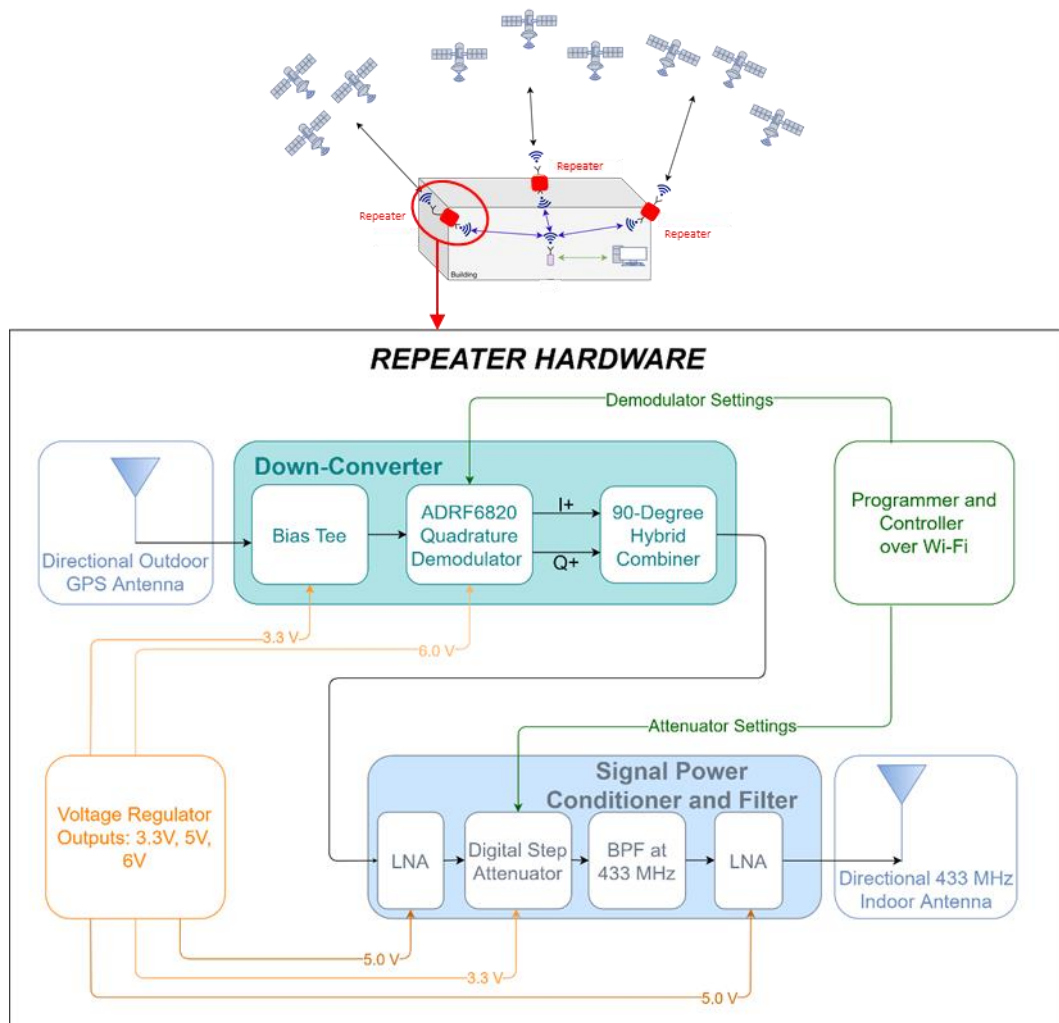 Repeater
Repeater
Repeater
Building
REPEATER HARDWARE
Demodulator Settings
Down-Converter
Directional Outdoor
GPS Antenna
Bias Tee
ADRF6820
Quadrature
Demodulator
I+
Q+
90-Degree
Hybrid
Combiner
Programmer and
Controller
over Wi-Fi
3.3 V
6.0 V
Attenuator Settings
Voltage Regulator
Outputs: 3.3V, 5V,
6V
Signal Power
Conditioner and Filter
LNA
Digital Step
Attenuator
BPF at
433 MHz
LNA
Directional 433 MHz
Indoor Antenna
5.0 V
3.3 V
5.0 V